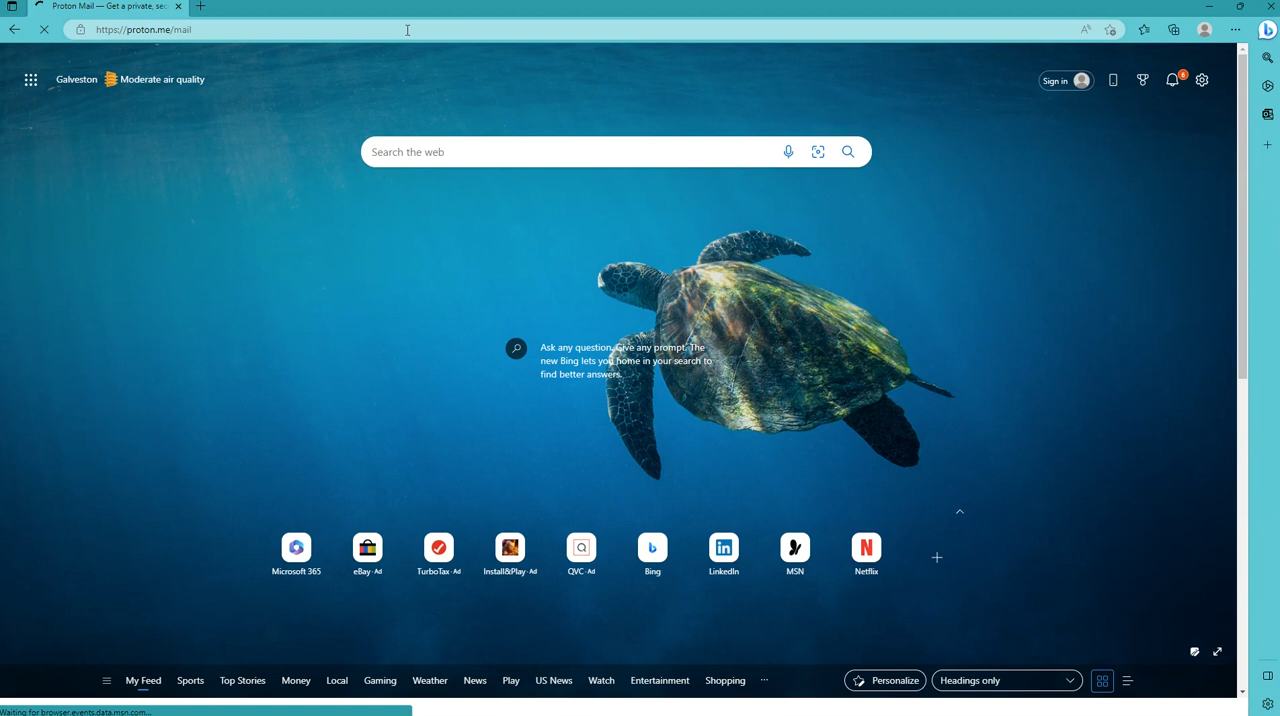 Proton Mail — Get a private, sec
https://proton.me/mail
Galveston Moderate air quality
Sign in
6
Search the web
Ask any question. Give any prompt. The
new Bing lets you home in your search to
find better answers.
Microsoft 365
eBay · Ad
TurboTax · Ad
Install&Play · Ad
QVC · Ad
Bing
LinkedIn
MSN
Netflix
My Feed Sports Top Stories Money Local Gaming Weather News Play US News Watch Entertainment Shopping ...
Personalize
Headings only
Waiting for browser.events.data.msn.com...